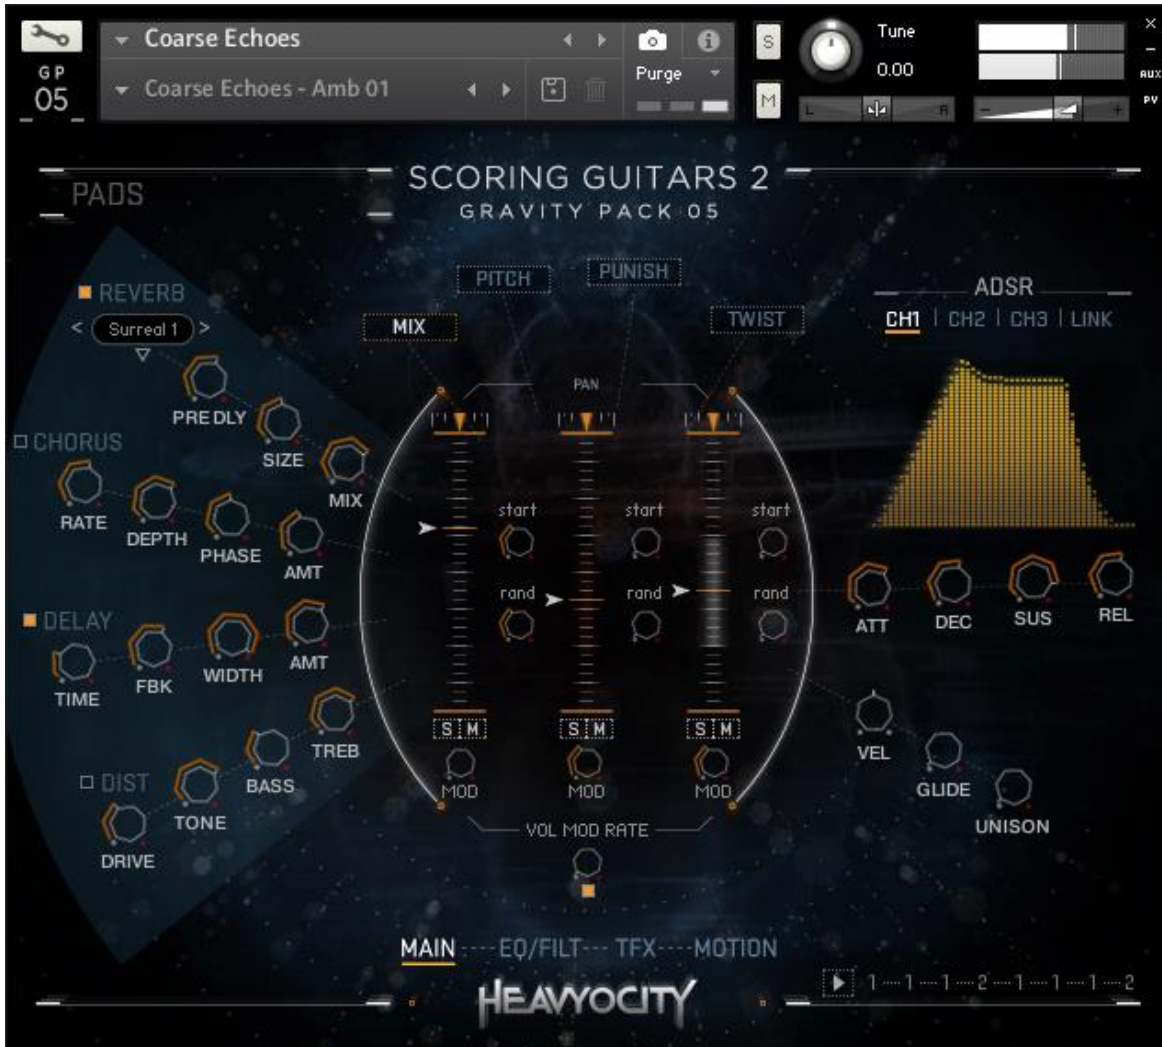 Coarse Echoes
Coarse Echoes - Amb 01
GP
05
Purge
S
M
Tune
0.00
L R
- +
X
AUX
PV
PADS
SCORING GUITARS 2
GRAVITY PACK 05
REVERB
< Surreal 1 >
PREDLY
SIZE
MIX
CHORUS
RATE
DEPTH
PHASE
AMT
DELAY
TIME
FBK
WIDTH
AMT
DIST
DRIVE
TONE
BASS
TREB
MIX
PITCH
PUNISH
TWIST
PAN
start start start
rand rand rand
S M S M S M
MOD MOD MOD
VOL MOD RATE
ADSR
CH1 | CH2 | CH3 | LINK
ATT
DEC
SUS
REL
VEL
GLIDE
UNISON
MAIN EQ/FILT TFX MOTION
HEAVYOCITY
1 1 1 2 1 1 1 2